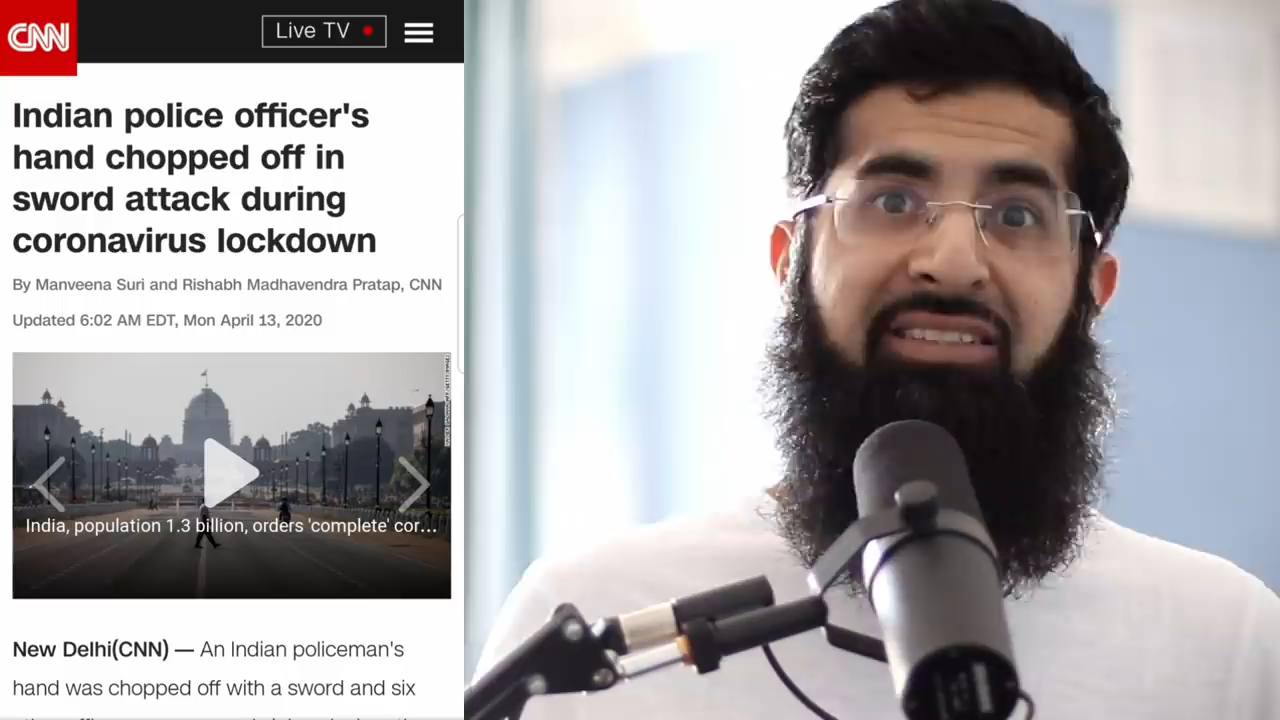 CNN
Live TV
Indian police officer's
hand chopped off in
sword attack during
coronavirus lockdown
By Manveena Suri and Rishabh Madhavendra Pratap, CNN
Updated 6:02 AM EDT, Mon April 13, 2020
India, population 1.3 billion, orders 'complete' cor...
New Delhi(CNN) — An Indian policeman's
hand was chopped off with a sword and six